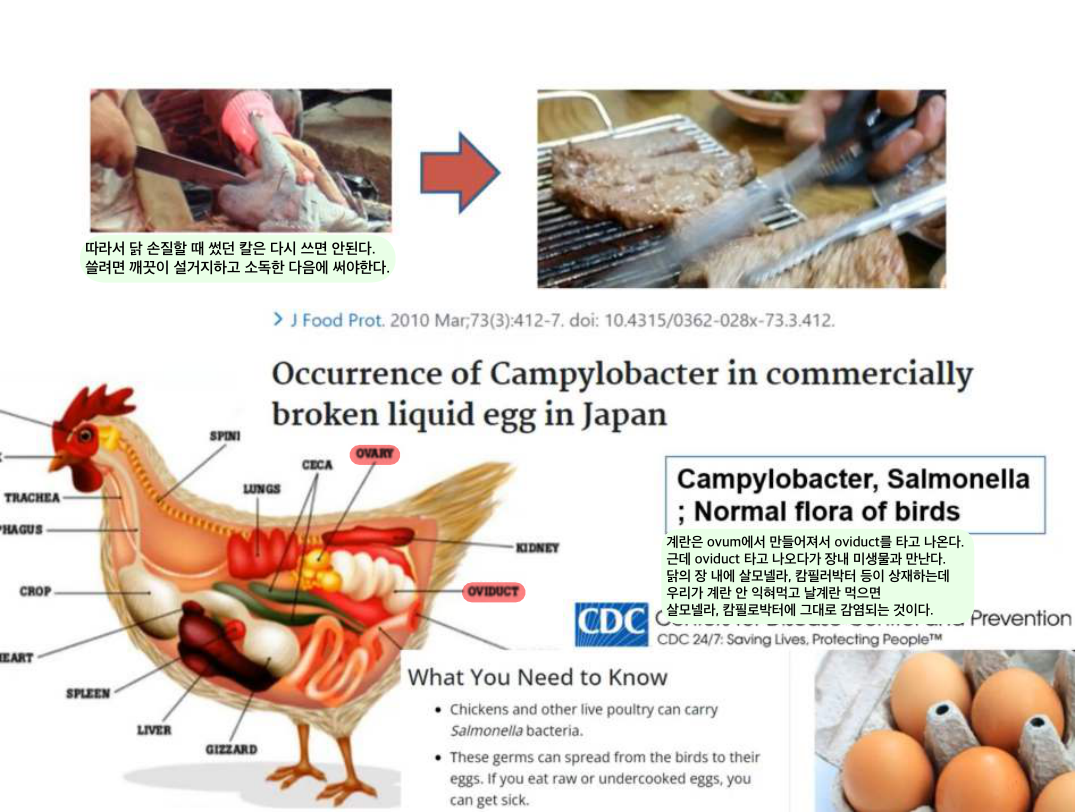 따라서 닭 손질할 때 썼던 칼은 다시 쓰면 안된다.
쓸려면 깨끗이 설거지하고 소독한 다음에 써야한다.
J Food Prot. 2010 Mar;73(3):412-7. doi: 10.4315/0362-028x-73.3.412.
Occurrence of Campylobacter in commercially
broken liquid egg in Japan
SPINI
OVARY
CECA
LUNGS
TRACHEA
PHAGUS
KIDNEY
CROP
OVIDUCT
HEART
SPLEEN
LIVER
GIZZARD
Campylobacter, Salmonella
; Normal flora of birds
계란은 ovum에서 만들어져서 oviduct를 타고 나온다.
근데 oviduct 타고 나오다가 장내 미생물과 만난다.
닭의 장 내에 살모넬라, 캄필러박터 등이 상재하는데
우리가 계란 안 익혀먹고 날계란 먹으면
살모넬라, 캄필로박터에 그대로 감염되는 것이다.
CDC
and Prevention
CDC 24/7: Saving Lives, Protecting People™
What You Need to Know
• Chickens and other live poultry can carry
Salmonella bacteria.
• These germs can spread from the birds to their
eggs. If you eat raw or undercooked eggs, you
can get sick.